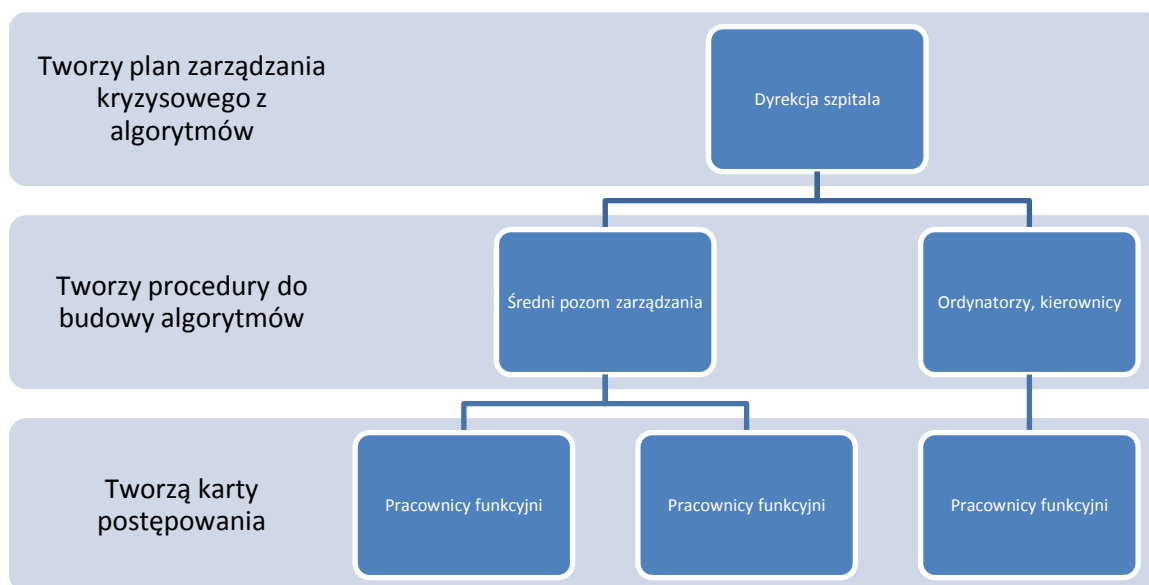 Tworzy plan zarządzania
kryzysowego z
algorytmów
Dyrekcja szpitala
Tworzy procedury do
budowy algorytmów
Średni pozom zarządzania
Ordynatorzy, kierownicy
Tworzą karty
postępowania
Pracownicy funkcyjni
Pracownicy funkcyjni
Pracownicy funkcyjni